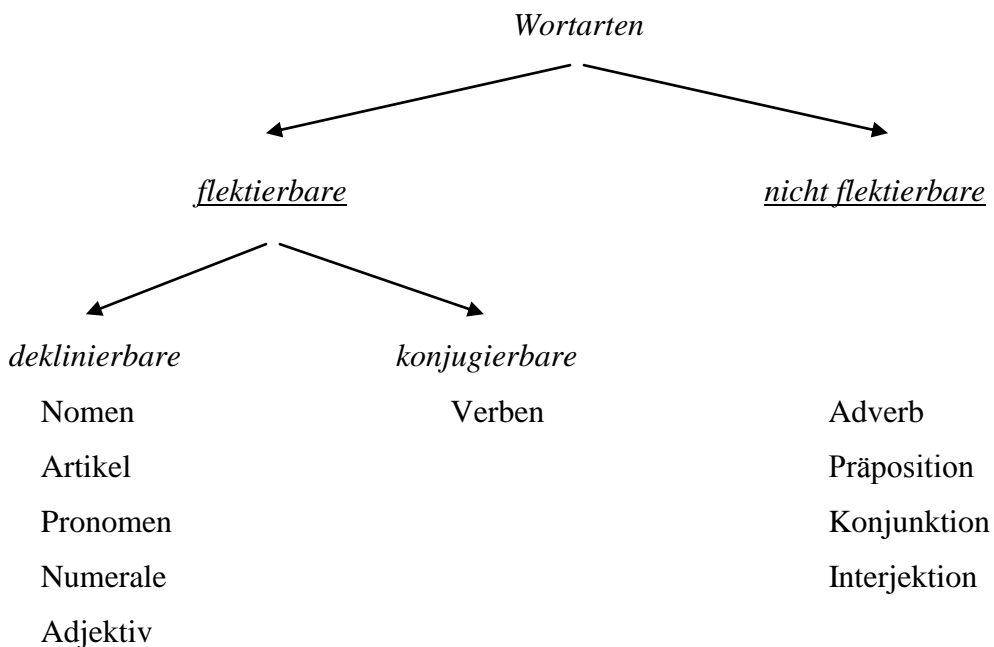 Wortarten
flektierbare nicht flektierbare
deklinierbare konjugierbare
Nomen Verben Adverb
Artikel Präposition
Pronomen Konjunktion
Numerale Interjektion
Adjektiv